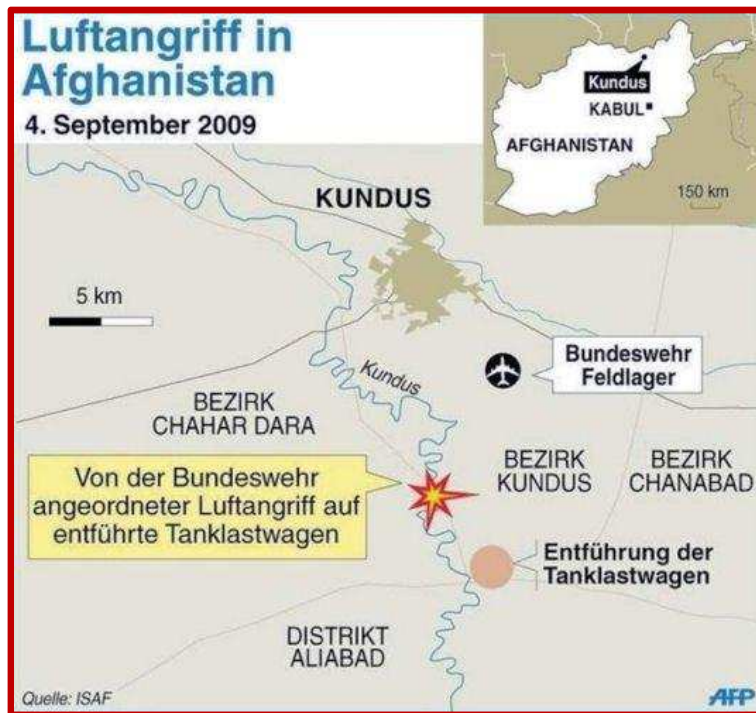 Luftangriff in
Afghanistan
4. September 2009
Kundus
KABUL
AFGHANISTAN
150 km
KUNDUS
5 km
Kundus
Bundeswehr
Feldlager
BEZIRK
CHAHAR DARA
BEZIRK
KUNDUS
BEZIRK
CHANABAD
Von der Bundeswehr
angeordneter Luftangriff auf
entführte Tanklastwagen
Entführung der
Tanklastwagen
DISTRIKT
ALIABAD
Quelle: ISAF
AFP